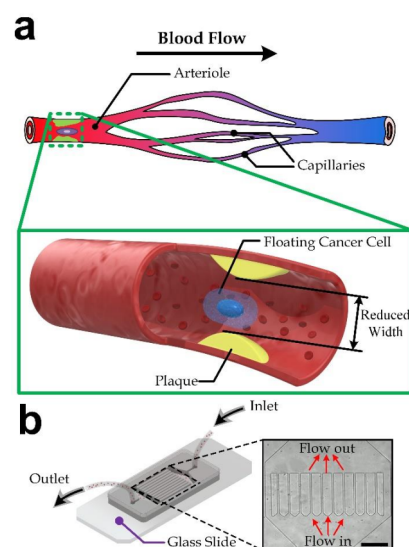 a
Blood Flow
Arteriole
Capillaries
Floating Cancer Cell
Reduced
Width
Plaque
b
Inlet
Outlet
Flow out
Flow in
Glass Slide